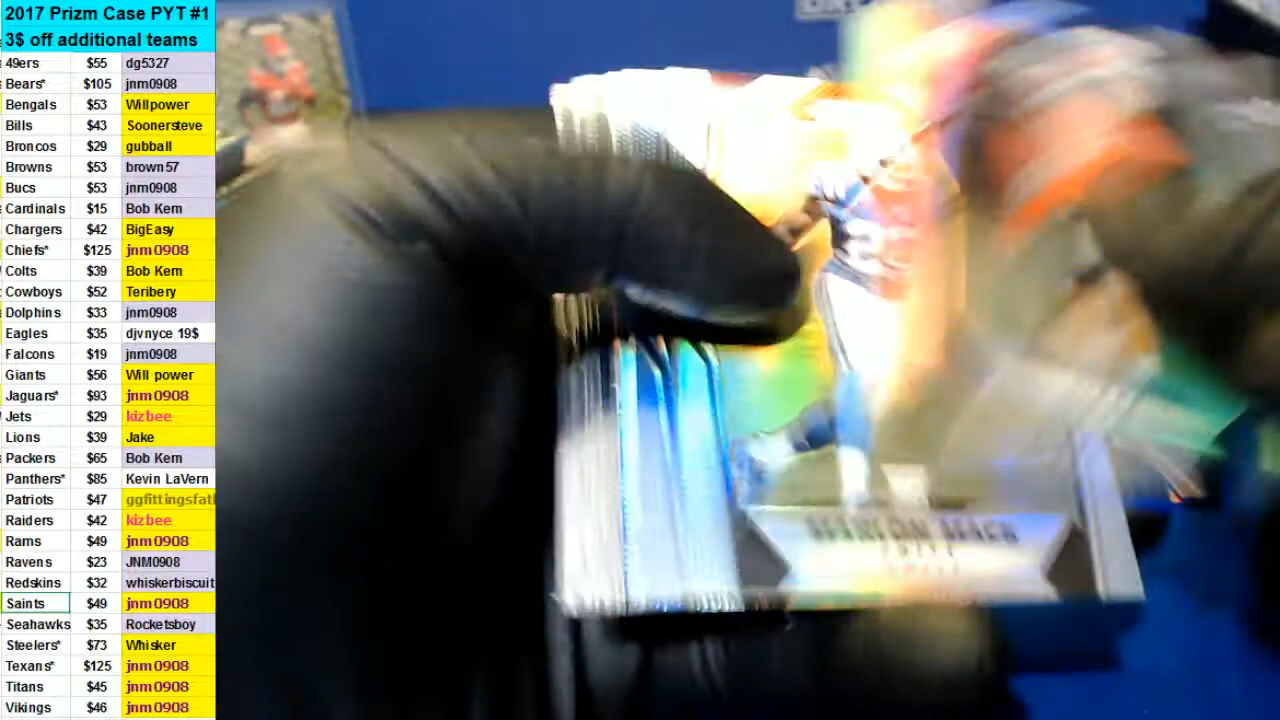 2017 Prizm Case PYT #1
3$ off additional teams
49ers $55 dg5327
Bears* $105 jnm0908
Bengals $53 Willpower
Bills $43 Soonersteve
Broncos $29 gubball
Browns $53 brown57
Bucs $53 jnm0908
Cardinals $15 Bob Kern
Chargers $42 BigEasy
Chiefs* $125 jnm0908
Colts $39 Bob Kern
Cowboys $52 Teribery
Dolphins $33 jnm0908
Eagles $35 djvnyce 19$
Falcons $19 jnm0908
Giants $56 Will power
Jaguars* $93 jnm0908
Jets $29 kizbee
Lions $39 Jake
Packers $65 Bob Kern
Panthers* $85 Kevin LaVern
Patriots $47 ggfittingsfat
Raiders $42 kizbee
Rams $49 jnm0908
Ravens $23 JNM0908
Redskins $32 whiskerbiscuit
Saints $49 jnm0908
Seahawks $35 Rocketsboy
Steelers* $73 Whisker
Texans* $125 jnm0908
Titans $45 jnm0908
Vikings $46 jnm0908